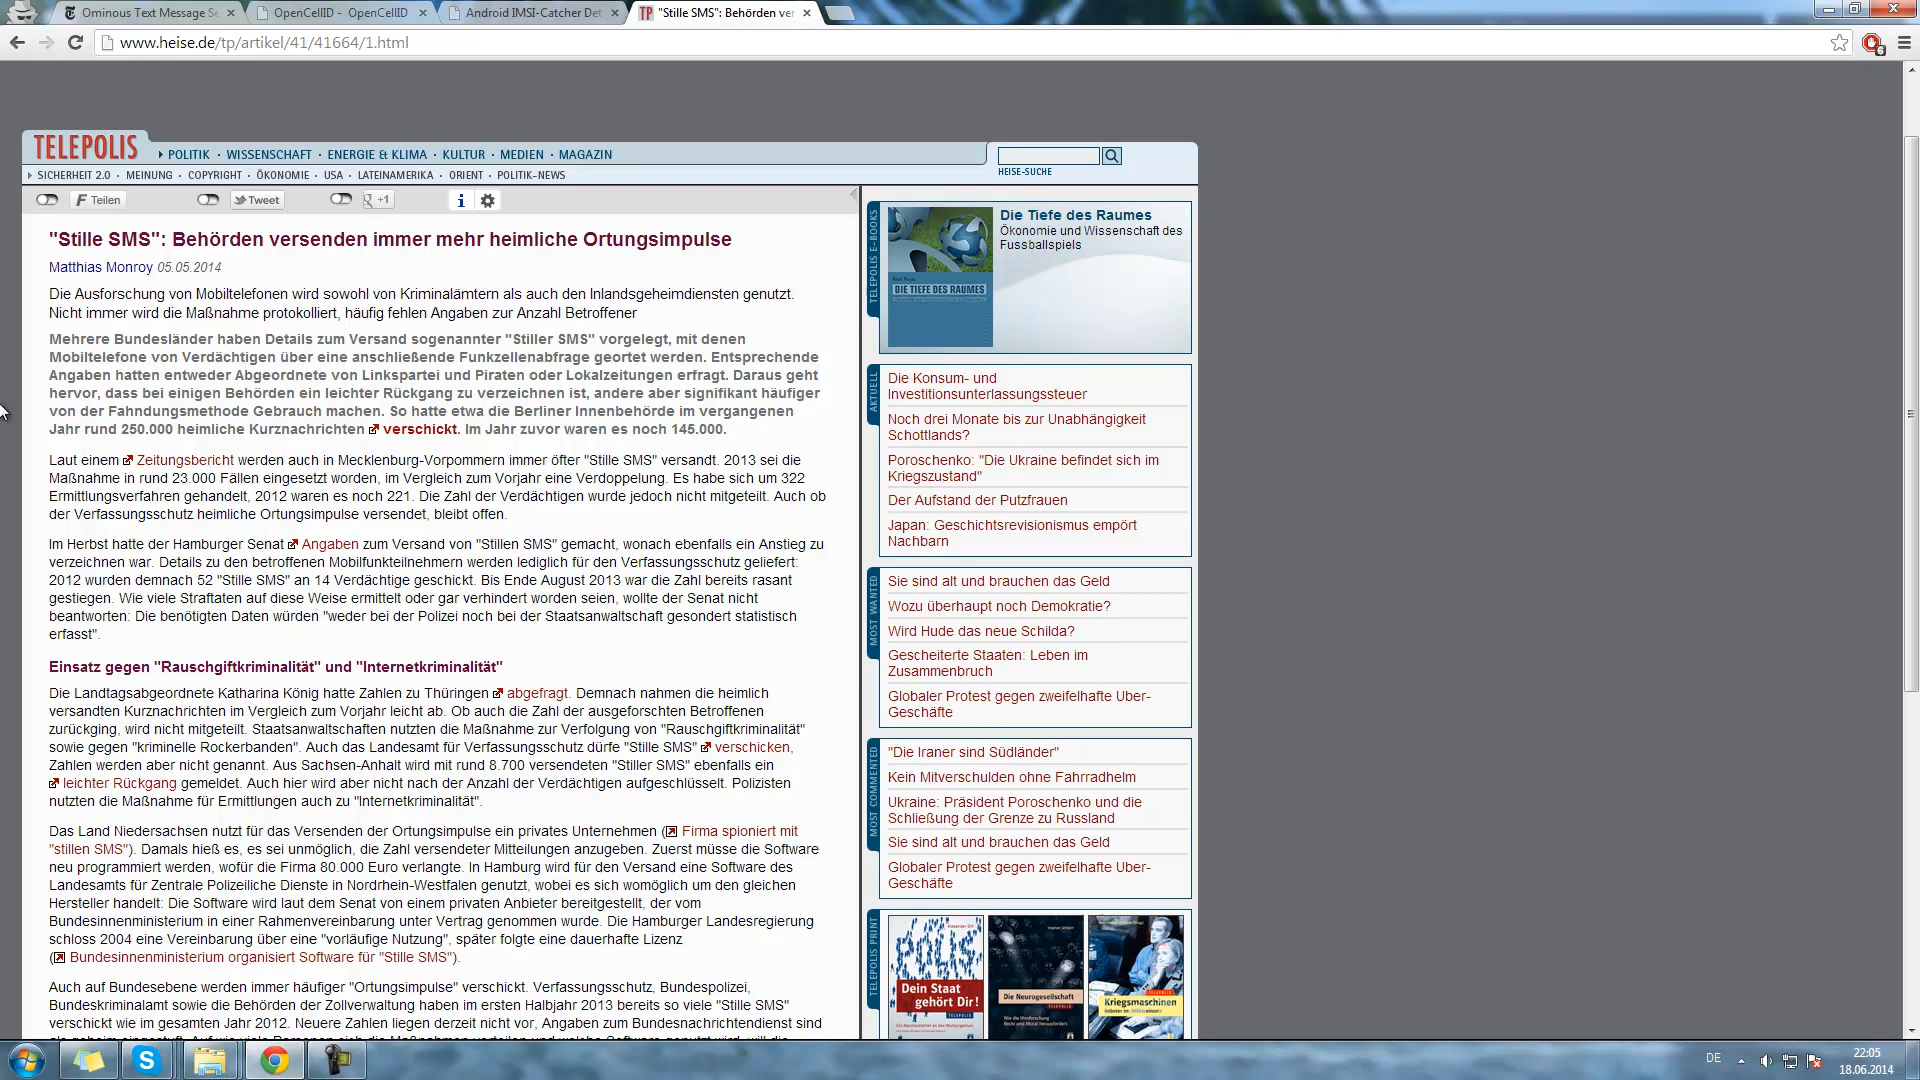 Ominous Text Message Se
OpenCellID - OpenCellID
Android IMSI-Catcher Det
"Stille SMS": Behörden ver
www.heise.de/tp/artikel/41/41664/1.html
TELEPOLIS
POLITIK · WISSENSCHAFT · ENERGIE & KLIMA · KULTUR · MEDIEN · MAGAZIN
HEISE-SUCHE
SICHERHEIT 2.0 · MEINUNG · COPYRIGHT · ÖKONOMIE · USA · LATEINAMERIKA · ORIENT · POLITIK-NEWS
Teilen
Tweet
+1
"Stille SMS": Behörden versenden immer mehr heimliche Ortungsimpulse
Matthias Monroy 05.05.2014
Die Ausforschung von Mobiltelefonen wird sowohl von Kriminalämtern als auch den Inlandsgeheimdiensten genutzt.
Nicht immer wird die Maßnahme protokolliert, häufig fehlen Angaben zur Anzahl Betroffener
Mehrere Bundesländer haben Details zum Versand sogenannter "Stiller SMS" vorgelegt, mit denen
Mobiltelefone von Verdächtigen über eine anschließende Funkzellenabfrage geortet werden. Entsprechende
Angaben hatten entweder Abgeordnete von Linkspartei und Piraten oder Lokalzeitungen erfragt. Daraus geht
hervor, dass bei einigen Behörden ein leichter Rückgang zu verzeichnen ist, andere aber signifikant häufiger
von der Fahndungsmethode Gebrauch machen. So hatte etwa die Berliner Innenbehörde im vergangenen
Jahr rund 250.000 heimliche Kurznachrichten verschickt. Im Jahr zuvor waren es noch 145.000.
Laut einem Zeitungsbericht werden auch in Mecklenburg-Vorpommern immer öfter "Stille SMS" versandt. 2013 sei die
Maßnahme in rund 23.000 Fällen eingesetzt worden, im Vergleich zum Vorjahr eine Verdoppelung. Es habe sich um 322
Ermittlungsverfahren gehandelt, 2012 waren es noch 221. Die Zahl der Verdächtigen wurde jedoch nicht mitgeteilt. Auch ob
der Verfassungsschutz heimliche Ortungsimpulse versendet, bleibt offen.
Im Herbst hatte der Hamburger Senat Angaben zum Versand von "Stillen SMS" gemacht, wonach ebenfalls ein Anstieg zu
verzeichnen war. Details zu den betroffenen Mobilfunkteilnehmern werden lediglich für den Verfassungsschutz geliefert:
2012 wurden demnach 52 "Stille SMS" an 14 Verdächtige geschickt. Bis Ende August 2013 war die Zahl bereits rasant
gestiegen. Wie viele Straftaten auf diese Weise ermittelt oder gar verhindert worden seien, wollte der Senat nicht
beantworten: Die benötigten Daten würden "weder bei der Polizei noch bei der Staatsanwaltschaft gesondert statistisch
erfasst".
Einsatz gegen "Rauschgiftkriminalität" und "Internetkriminalität"
Die Landtagsabgeordnete Katharina König hatte Zahlen zu Thüringen abgefragt. Demnach nahmen die heimlich
versandten Kurznachrichten im Vergleich zum Vorjahr leicht ab. Ob auch die Zahl der ausgeforschten Betroffenen
zurückging, wird nicht mitgeteilt. Staatsanwaltschaften nutzten die Maßnahme zur Verfolgung von "Rauschgiftkriminalität"
sowie gegen "kriminelle Rockerbanden". Auch das Landesamt für Verfassungsschutz dürfe "Stille SMS" verschicken,
Zahlen werden aber nicht genannt. Aus Sachsen-Anhalt wird mit rund 8.700 versendeten "Stiller SMS" ebenfalls ein
leichter Rückgang gemeldet. Auch hier wird aber nicht nach der Anzahl der Verdächtigen aufgeschlüsselt. Polizisten
nutzten die Maßnahme für Ermittlungen auch zu "Internetkriminalität".
Das Land Niedersachsen nutzt für das Versenden der Ortungsimpulse ein privates Unternehmen ( Firma spioniert mit
"stillen SMS"). Damals hieß es, es sei unmöglich, die Zahl versendeter Mitteilungen anzugeben. Zuerst müsse die Software
neu programmiert werden, wofür die Firma 80.000 Euro verlangte. In Hamburg wird für den Versand eine Software des
Landesamts für Zentrale Polizeiliche Dienste in Nordrhein-Westfalen genutzt, wobei es sich womöglich um den gleichen
Hersteller handelt: Die Software wird laut dem Senat von einem privaten Anbieter bereitgestellt, der vom
Bundesinnenministerium in einer Rahmenvereinbarung unter Vertrag genommen wurde. Die Hamburger Landesregierung
schloss 2004 eine Vereinbarung über eine "vorläufige Nutzung", später folgte eine dauerhafte Lizenz
( Bundesinnenministerium organisiert Software für "Stille SMS").
Auch auf Bundesebene werden immer häufiger "Ortungsimpulse" verschickt. Verfassungsschutz, Bundespolizei,
Bundeskriminalamt sowie die Behörden der Zollverwaltung haben im ersten Halbjahr 2013 bereits so viele "Stille SMS"
verschickt wie im gesamten Jahr 2012. Neuere Zahlen liegen derzeit nicht vor, Angaben zum Bundesnachrichtendienst sind
TELEPOLIS E-BOOKS
DIE TIEFE DES RAUMES
Die Tiefe des Raumes
Ökonomie und Wissenschaft des
Fussballspiels
AKTUELL
Die Konsum- und
Investitionsunterlassungssteuer
Noch drei Monate bis zur Unabhängigkeit
Schottlands?
Poroschenko: "Die Ukraine befindet sich im
Kriegszustand"
Der Aufstand der Putzfrauen
Japan: Geschichtsrevisionismus empört
Nachbarn
MOST WANTED
Sie sind alt und brauchen das Geld
Wozu überhaupt noch Demokratie?
Wird Hude das neue Schilda?
Gescheiterte Staaten: Leben im
Zusammenbruch
Globaler Protest gegen zweifelhafte Uber-
Geschäfte
MOST COMMENTED
"Die Iraner sind Südländer"
Kein Mitverschulden ohne Fahrradhelm
Ukraine: Präsident Poroschenko und die
Schließung der Grenze zu Russland
Sie sind alt und brauchen das Geld
Globaler Protest gegen zweifelhafte Uber-
Geschäfte
TELEPOLIS PRINT
Dein Staat
gehört Dir!
Die Neurogesellschaft
Kriegsmaschinen
DE
22:05
18.06.2014